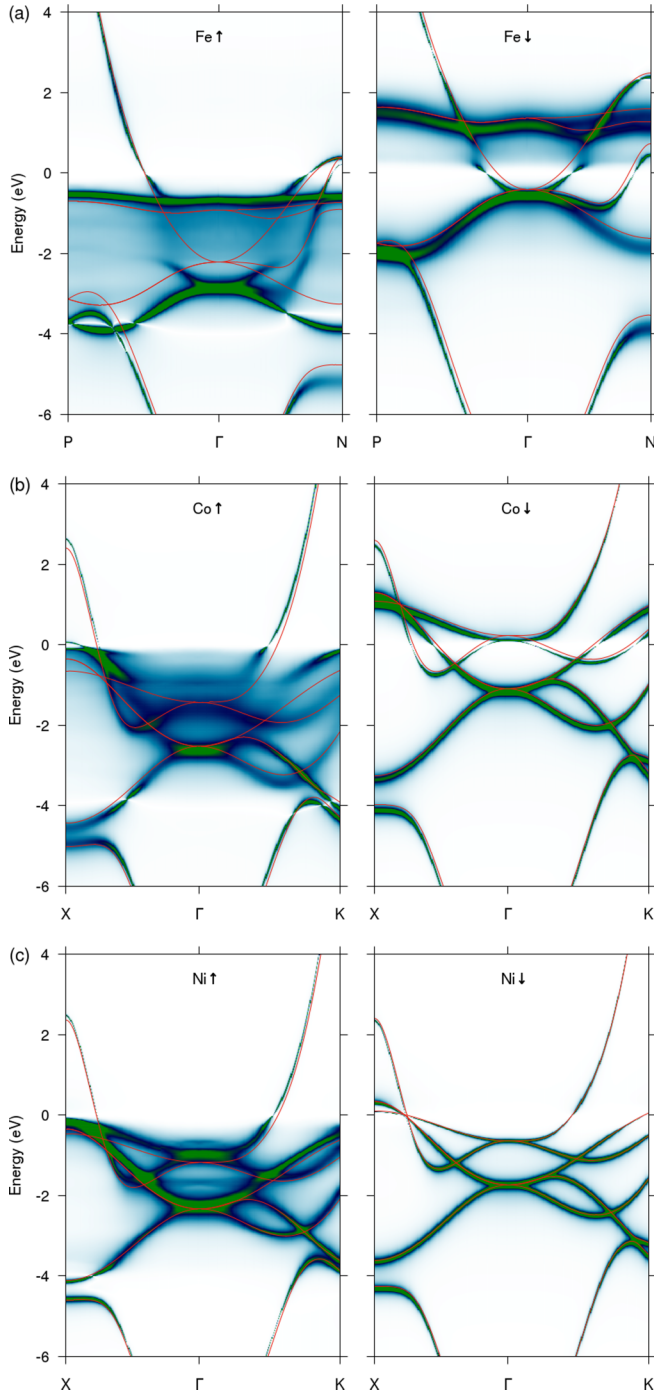 (a)
Fe↑
Fe↓
4
2
0
-2
-4
-6
Energy (eV)
P
Γ
N
P
Γ
N
(b)
Co↑
Co↓
4
2
0
-2
-4
-6
Energy (eV)
X
Γ
K
X
Γ
K
(c)
Ni↑
Ni↓
4
2
0
-2
-4
-6
Energy (eV)
X
Γ
K
X
Γ
K